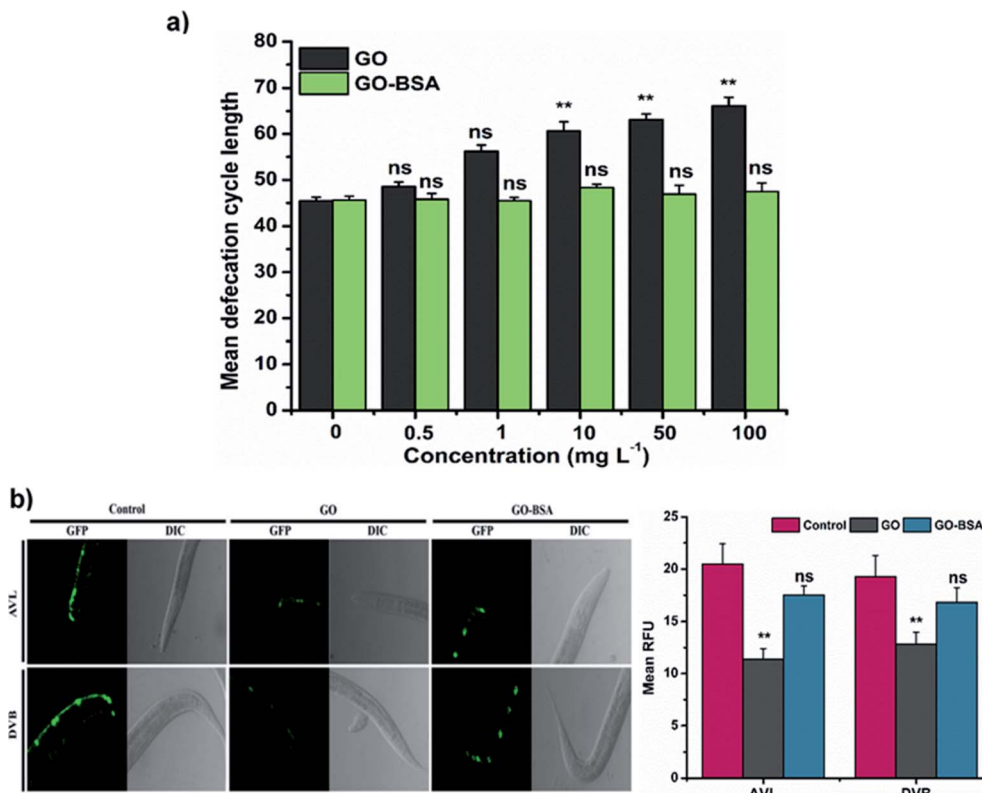 a)
80
70
60
50
40
30
20
10
0
Mean defecation cycle length
GO
GO-BSA
ns
ns
ns
ns
**
ns
**
ns
**
ns
0
0.5
1
10
50
100
Concentration (mg L⁻¹)
b)
Control
GO
GO-BSA
GFP
DIC
GFP
DIC
GFP
DIC
AVL
DVB
25
20
15
10
5
0
Mean RFU
Control
GO
GO-BSA
**
ns
**
ns
AVL
DVB